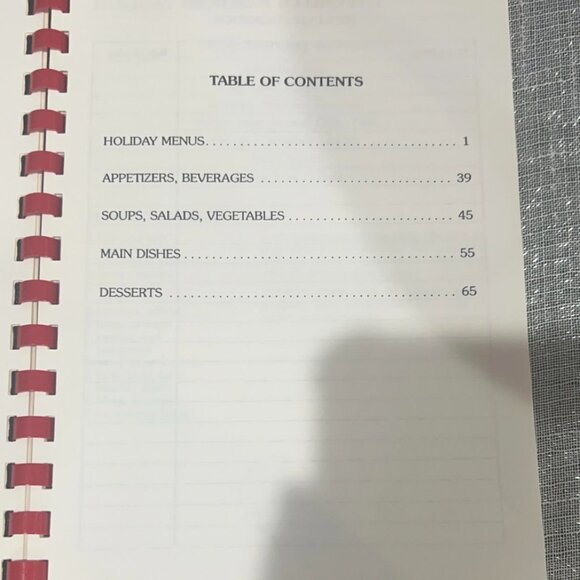 TABLE OF CONTENTS
HOLIDAY MENUS. . . . . . . . . . . . . . . . . . . . . . . . . . . . . . . . . . . . . 1
APPETIZERS, BEVERAGES . . . . . . . . . . . . . . . . . . . . . . . . . . . . . 39
SOUPS, SALADS, VEGETABLES . . . . . . . . . . . . . . . . . . . . . . . . 45
MAIN DISHES . . . . . . . . . . . . . . . . . . . . . . . . . . . . . . . . . . . . . . . . 55
DESSERTS . . . . . . . . . . . . . . . . . . . . . . . . . . . . . . . . . . . . . . . . . . 65